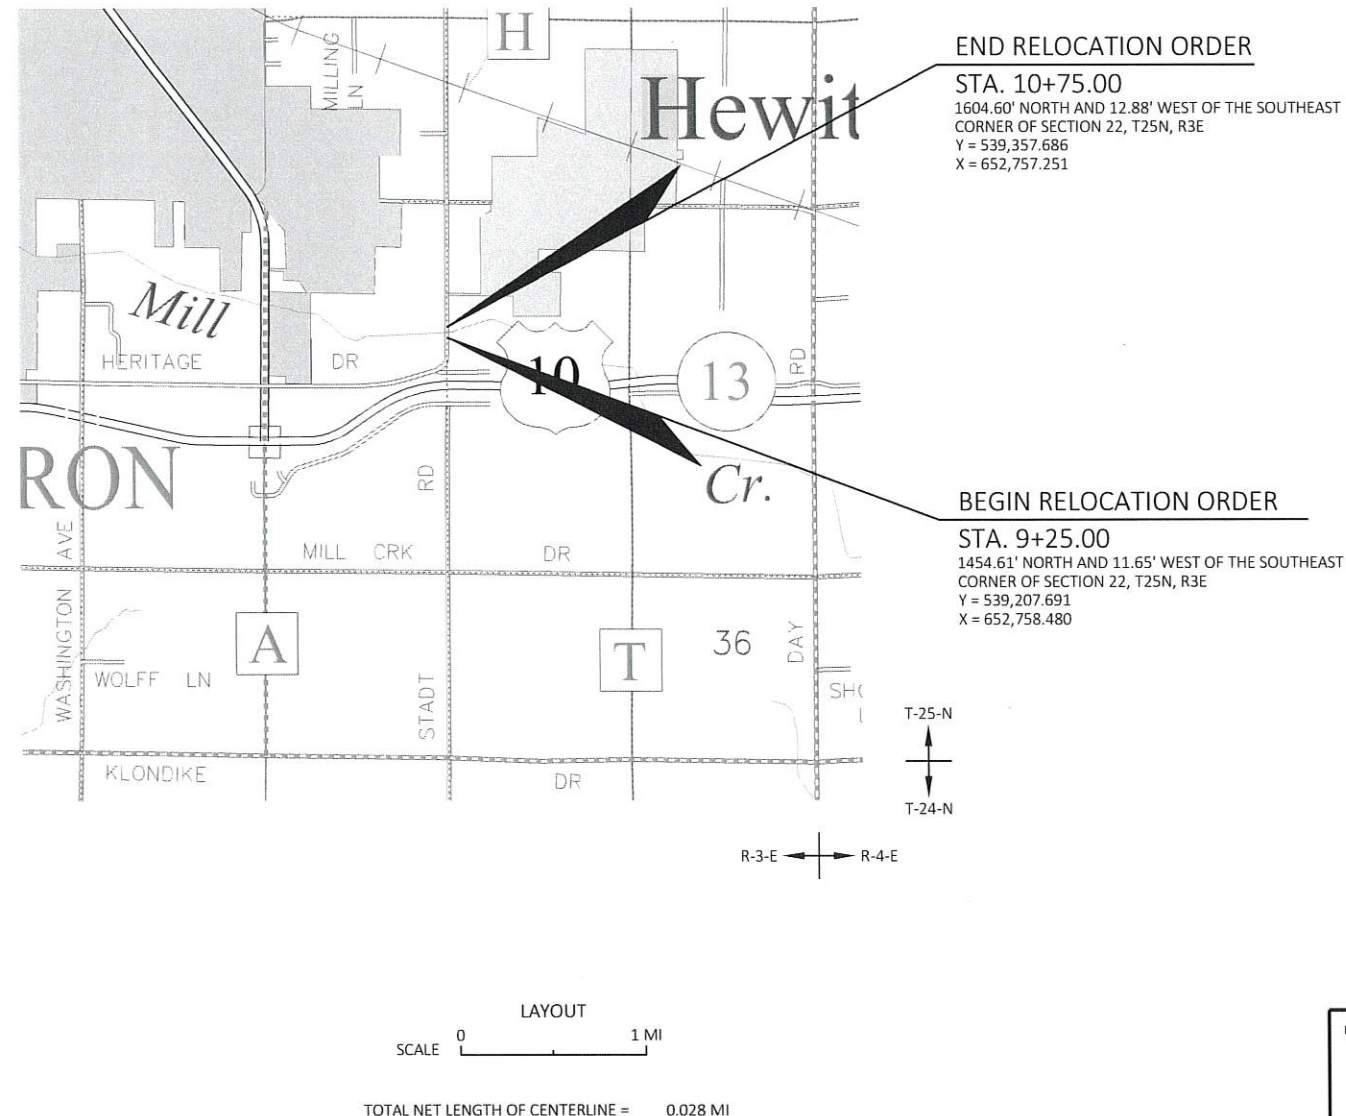 H
MILLING
LN
Hewit
END RELOCATION ORDER
STA. 10+75.00
1604.60' NORTH AND 12.88' WEST OF THE SOUTHEAST
CORNER OF SECTION 22, T25N, R3E
Y = 539,357.686
X = 652,757.251
Mill
HERITAGE DR
10
13
RD
RON
RD
Cr.
BEGIN RELOCATION ORDER
STA. 9+25.00
1454.61' NORTH AND 11.65' WEST OF THE SOUTHEAST
CORNER OF SECTION 22, T25N, R3E
Y = 539,207.691
X = 652,758.480
WASHINGTON AVE
MILL CRK DR
A
T
36
DAY
WOLFF LN
STADT
SHO
KLONDIKE DR
T-25-N
T-24-N
R-3-E R-4-E
LAYOUT
SCALE 0 1 MI
TOTAL NET LENGTH OF CENTERLINE = 0.028 MI